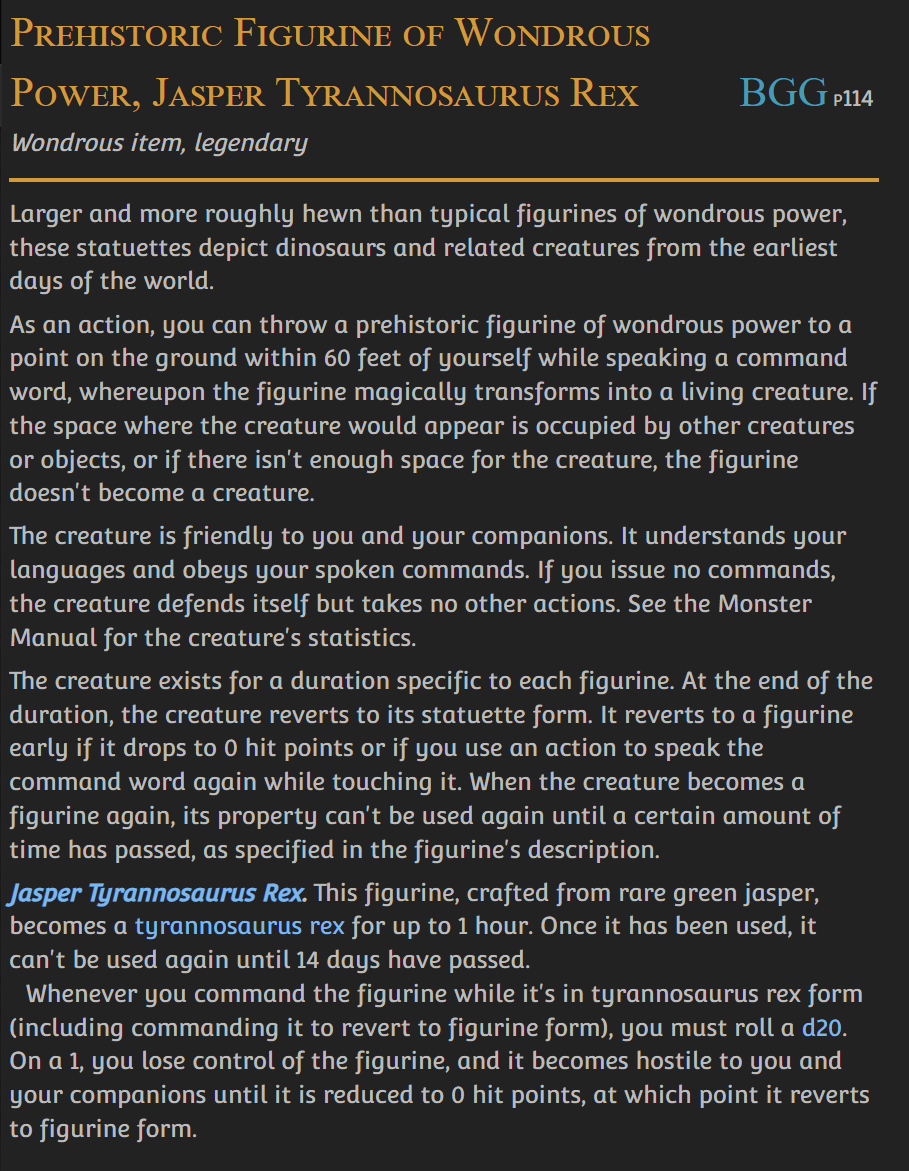 Prehistoric Figurine of Wondrous
Power, Jasper Tyrannosaurus Rex BGG P114
Wondrous item, legendary
Larger and more roughly hewn than typical figurines of wondrous power,
these statuettes depict dinosaurs and related creatures from the earliest
days of the world.
As an action, you can throw a prehistoric figurine of wondrous power to a
point on the ground within 60 feet of yourself while speaking a command
word, whereupon the figurine magically transforms into a living creature. If
the space where the creature would appear is occupied by other creatures
or objects, or if there isn't enough space for the creature, the figurine
doesn't become a creature.
The creature is friendly to you and your companions. It understands your
languages and obeys your spoken commands. If you issue no commands,
the creature defends itself but takes no other actions. See the Monster
Manual for the creature's statistics.
The creature exists for a duration specific to each figurine. At the end of the
duration, the creature reverts to its statuette form. It reverts to a figurine
early if it drops to 0 hit points or if you use an action to speak the
command word again while touching it. When the creature becomes a
figurine again, its property can't be used again until a certain amount of
time has passed, as specified in the figurine's description.
Jasper Tyrannosaurus Rex. This figurine, crafted from rare green jasper,
becomes a tyrannosaurus rex for up to 1 hour. Once it has been used, it
can't be used again until 14 days have passed.
Whenever you command the figurine while it's in tyrannosaurus rex form
(including commanding it to revert to figurine form), you must roll a d20.
On a 1, you lose control of the figurine, and it becomes hostile to you and
your companions until it is reduced to 0 hit points, at which point it reverts
to figurine form.